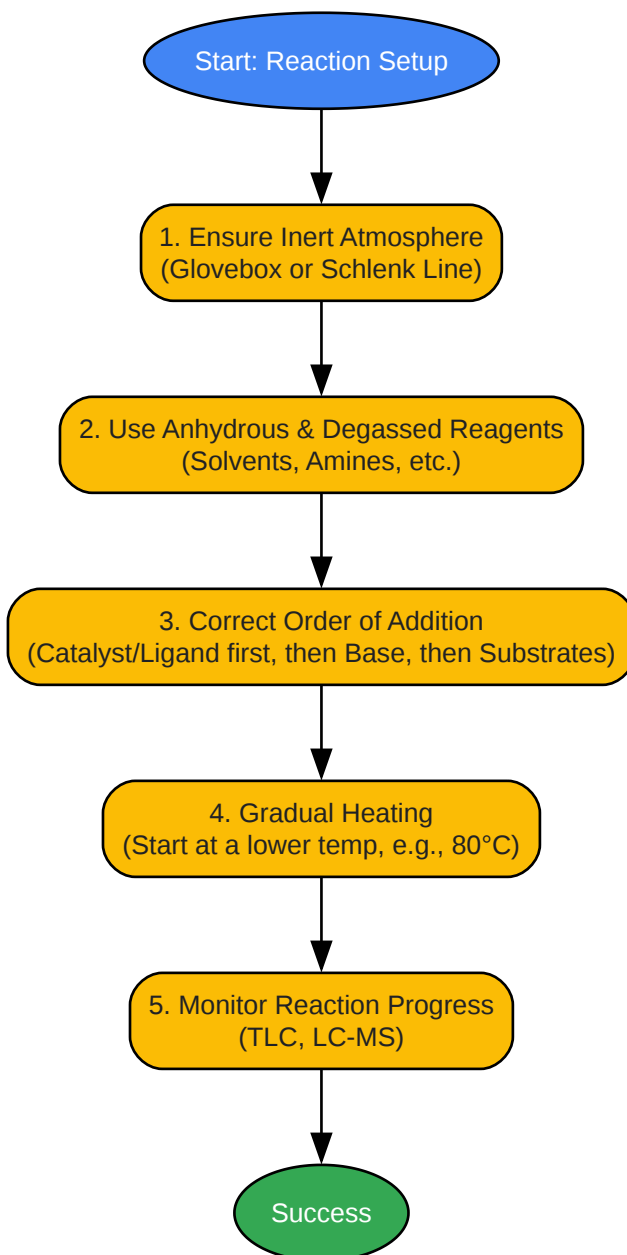 Start: Reaction Setup
1. Ensure Inert Atmosphere
(Glovebox or Schlenk Line)
2. Use Anhydrous & Degassed Reagents
(Solvents, Amines, etc.)
3. Correct Order of Addition
(Catalyst/Ligand first, then Base, then Substrates)
4. Gradual Heating
(Start at a lower temp, e.g., 80°C)
5. Monitor Reaction Progress
(TLC, LC-MS)
Success